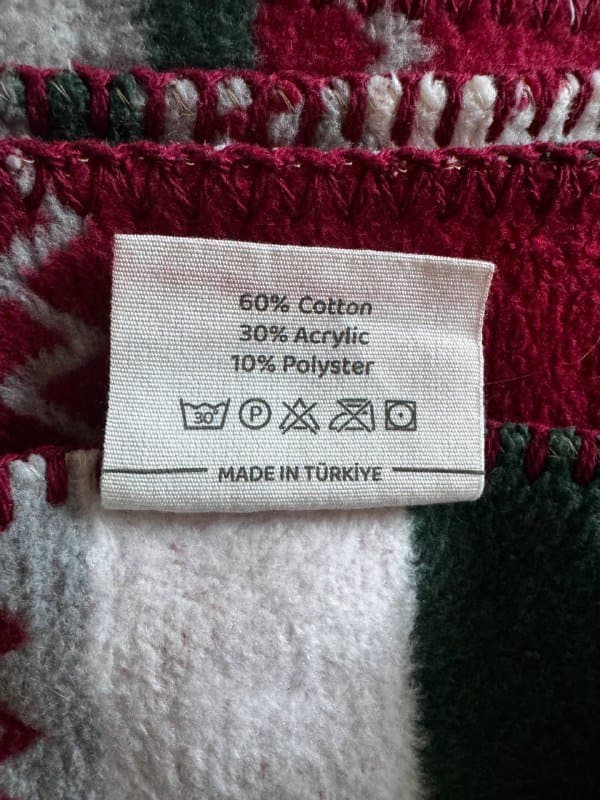 60% Cotton
30% Acrylic
10% Polyster
30 P
MADE IN TÜRKİYE